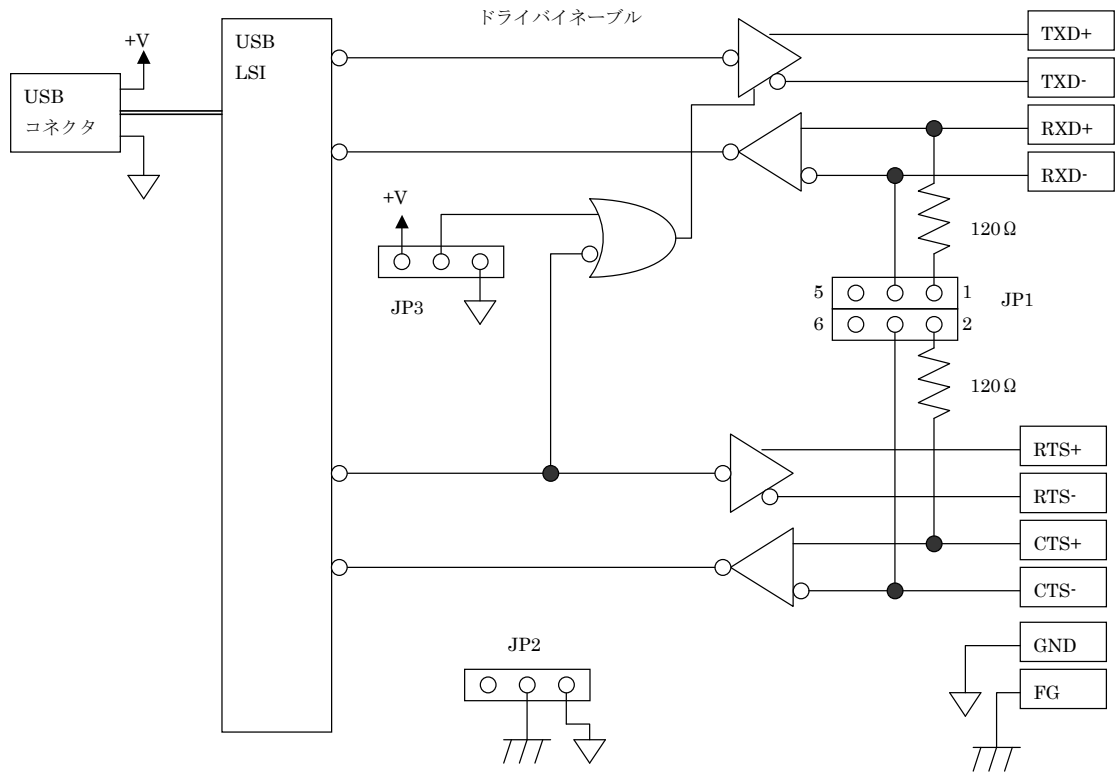 ドライバイネーブル
USB
LSI
+V
USB
コネクタ
TXD+
TXD-
RXD+
RXD-
+V
JP3
120Ω
5
1
JP1
6
2
120Ω
RTS+
RTS-
CTS+
CTS-
JP2
GND
FG